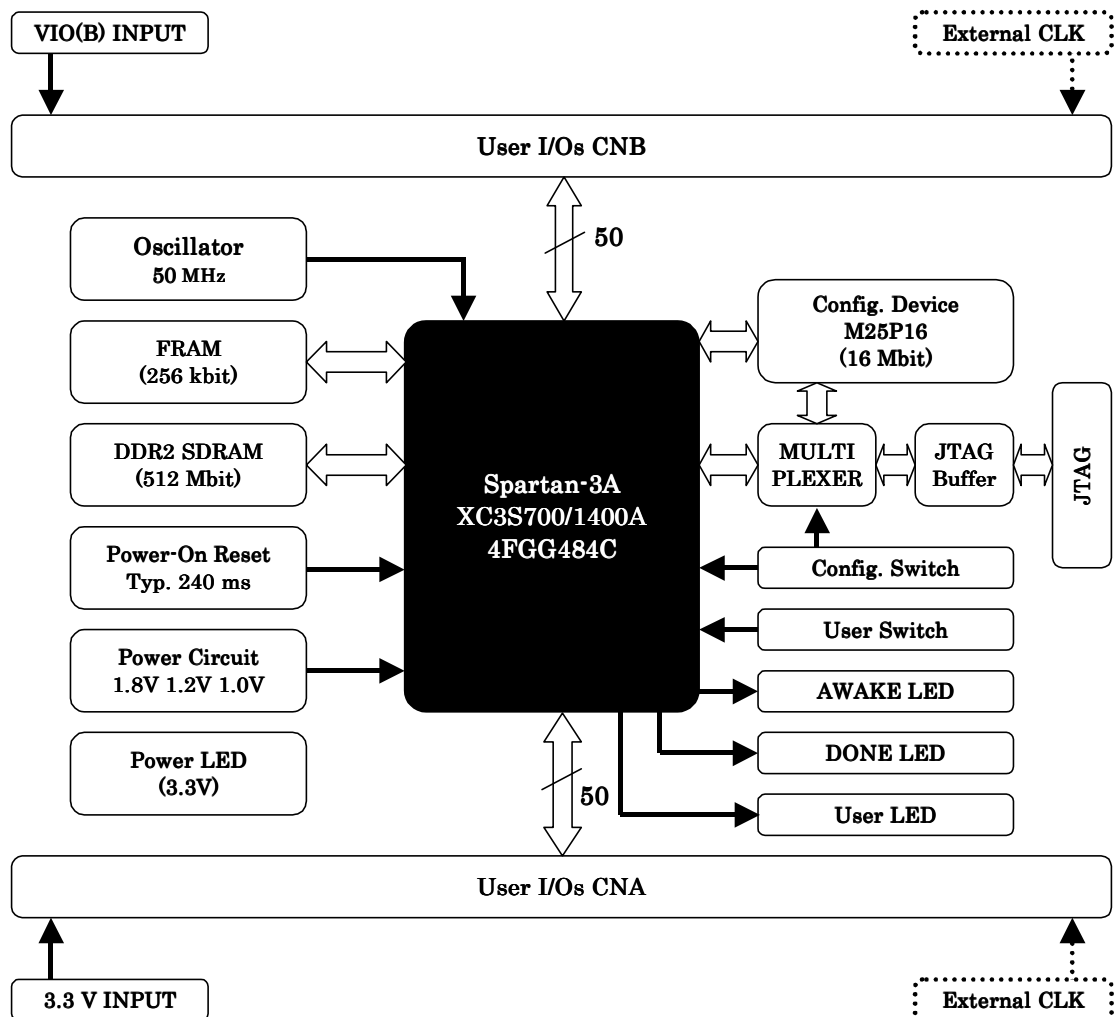 VIO(B) INPUT
External CLK
User I/Os CNB
50
Oscillator
50 MHz
FRAM
(256 kbit)
DDR2 SDRAM
(512 Mbit)
Power-On Reset
Typ. 240 ms
Power Circuit
1.8V 1.2V 1.0V
Power LED
(3.3V)
Spartan-3A
XC3S700/1400A
4FGG484C
Config. Device
M25P16
(16 Mbit)
MULTI
PLEXER
JTAG
Buffer
JTAG
Config. Switch
User Switch
AWAKE LED
DONE LED
User LED
50
User I/Os CNA
3.3 V INPUT
External CLK